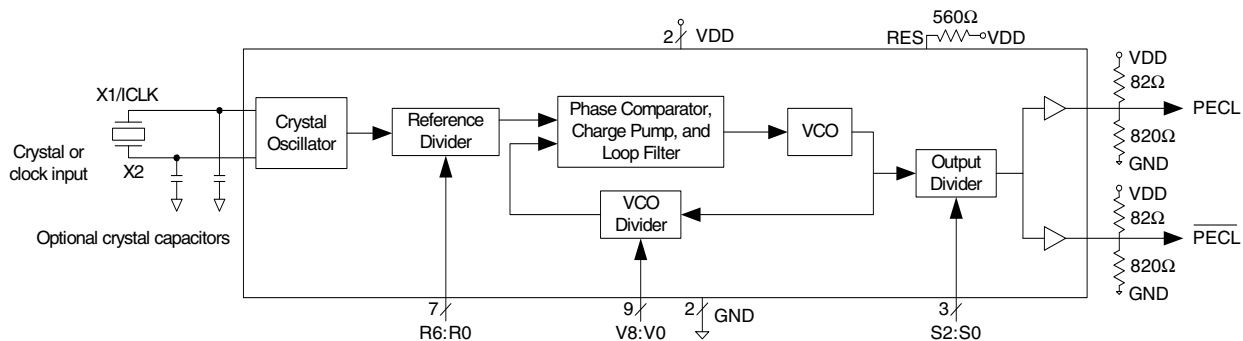 560Ω
2 VDD
RES
VDD
VDD
82Ω
X1/ICLK
PECL
Crystal
Oscillator
Reference
Divider
Phase Comparator,
Charge Pump, and
Loop Filter
VCO
820Ω
GND
Crystal or
clock input
X2
Output
Divider
VDD
82Ω
VCO
Divider
Optional crystal capacitors
PECL
820Ω
GND
7
9
2
GND
3
R6:R0
V8:V0
S2:S0